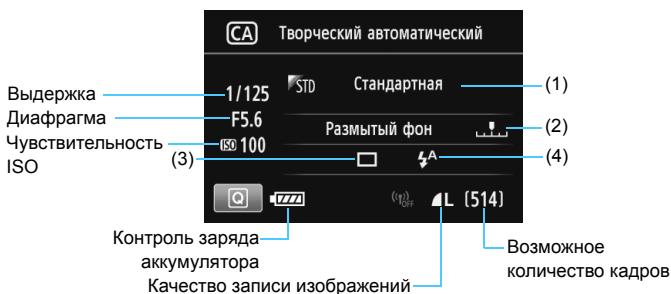 CA Творческий автоматический
STD Стандартная
(1)
Выдержка
1/125
Диафрагма
F5.6
Размытый фон
(2)
Чувствительность
ISO
ISO 100
(3)
A
(4)
Q
OFF
L [514]
Контроль заряда
аккумулятора
Качество записи изображений
Возможное
количество кадров